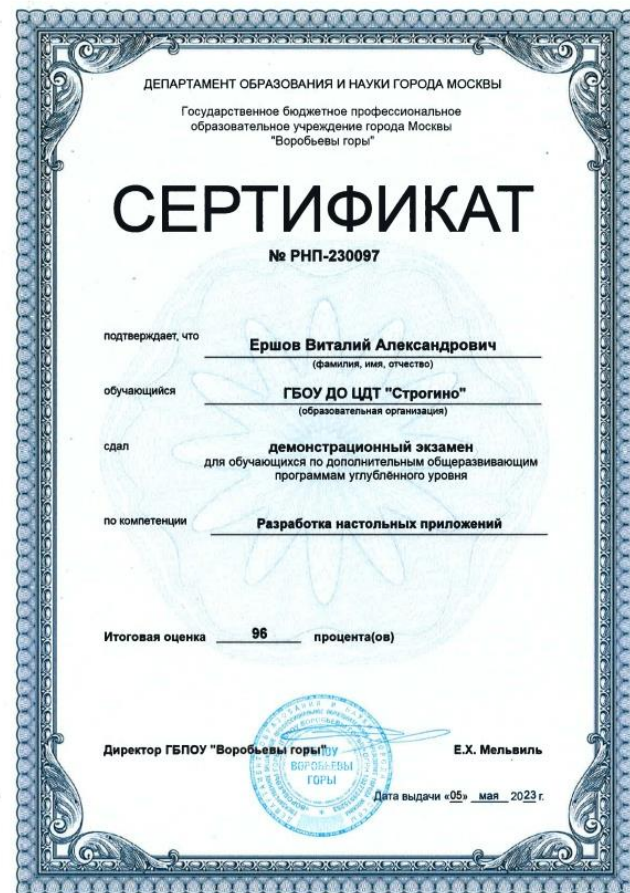 ДЕПАРТАМЕНТ ОБРАЗОВАНИЯ И НАУКИ ГОРОДА МОСКВЫ
Государственное бюджетное профессиональное
образовательное учреждение города Москвы
"Воробьевы горы"
СЕРТИФИКАТ
№ РНП-230097
подтверждает, что
Ершов Виталий Александрович
(фамилия, имя, отчество)
обучающийся
ГБОУ ДО ЦДТ "Строгино"
(образовательная организация)
сдал
демонстрационный экзамен
для обучающихся по дополнительным общеразвивающим
программам углублённого уровня
по компетенции
Разработка настольных приложений
Итоговая оценка 96 процента(ов)
Директор ГБПОУ "Воробьевы горы" Е.Х. Мельвиль
ВОРОБЬЕВЫ
ГОРЫ
Дата выдачи «05» мая 2023 г.